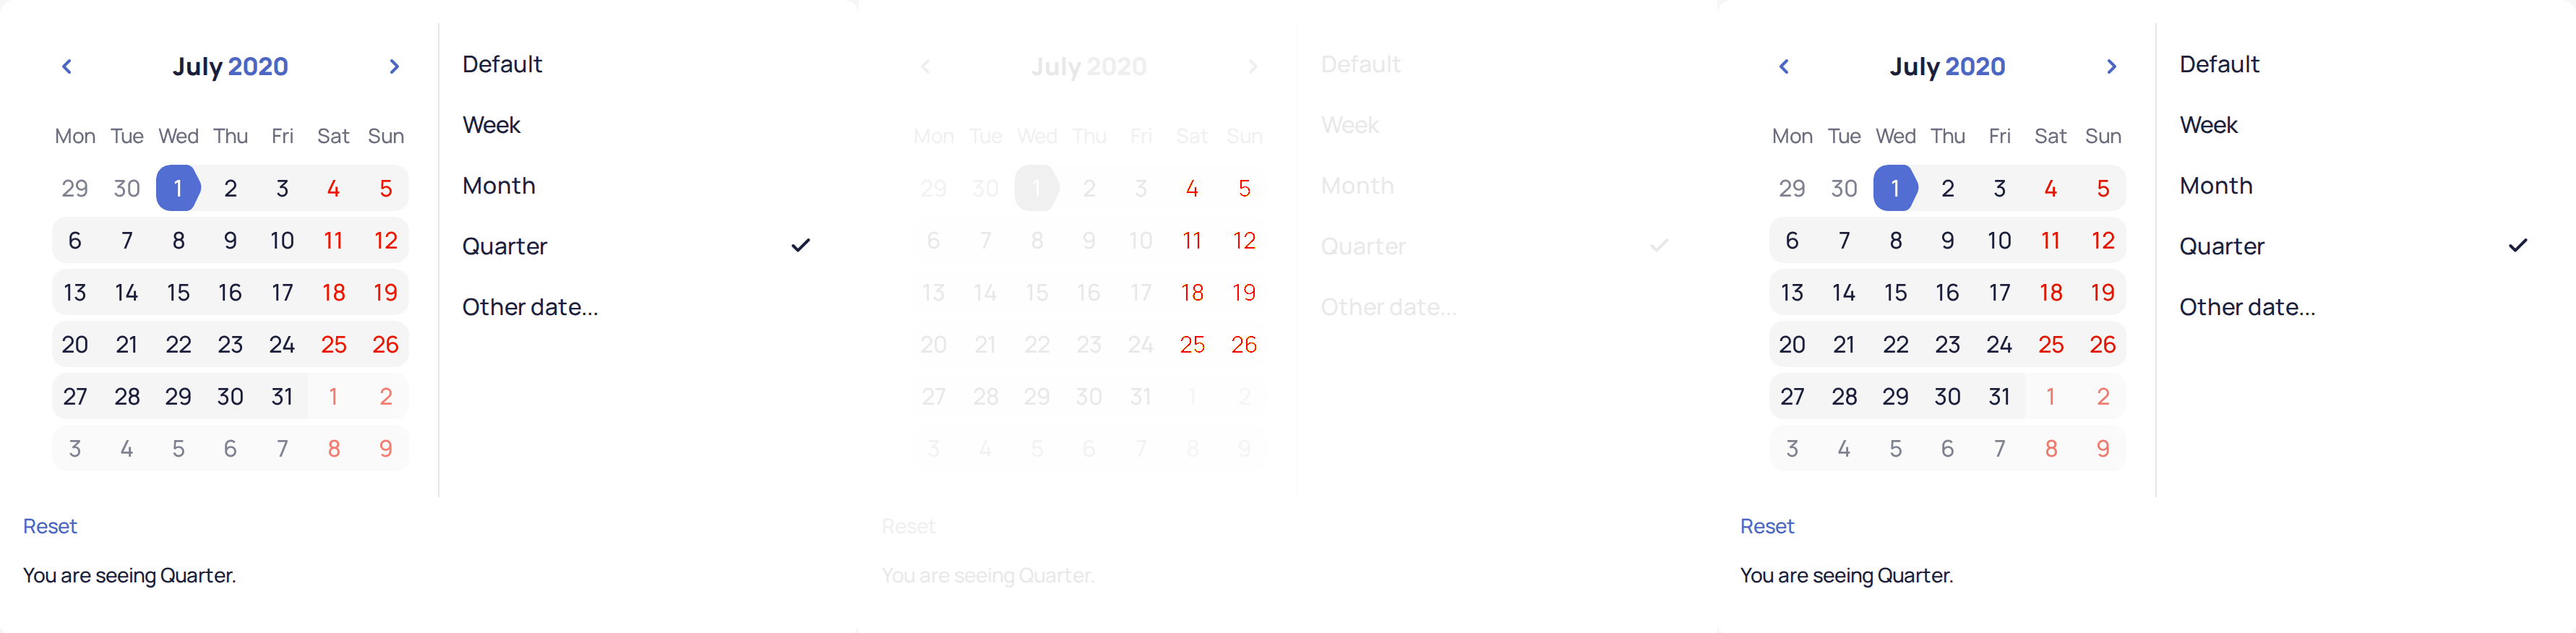 July 2020
Mon Tue Wed Thu Fri Sat Sun
29 30 1 2 3 4 5
6 7 8 9 10 11 12
13 14 15 16 17 18 19
20 21 22 23 24 25 26
27 28 29 30 31 1 2
3 4 5 6 7 8 9
Default
Week
Month
Quarter
Other date...
Reset
You are seeing Quarter.
July 2020
Mon Tue Wed Thu Fri Sat Sun
29 30 1 2 3 4 5
6 7 8 9 10 11 12
13 14 15 16 17 18 19
20 21 22 23 24 25 26
27 28 29 30 31 1 2
3 4 5 6 7 8 9
Default
Week
Month
Quarter
Other date...
Reset
You are seeing Quarter.
July 2020
Mon Tue Wed Thu Fri Sat Sun
29 30 1 2 3 4 5
6 7 8 9 10 11 12
13 14 15 16 17 18 19
20 21 22 23 24 25 26
27 28 29 30 31 1 2
3 4 5 6 7 8 9
Default
Week
Month
Quarter
Other date...
Reset
You are seeing Quarter.